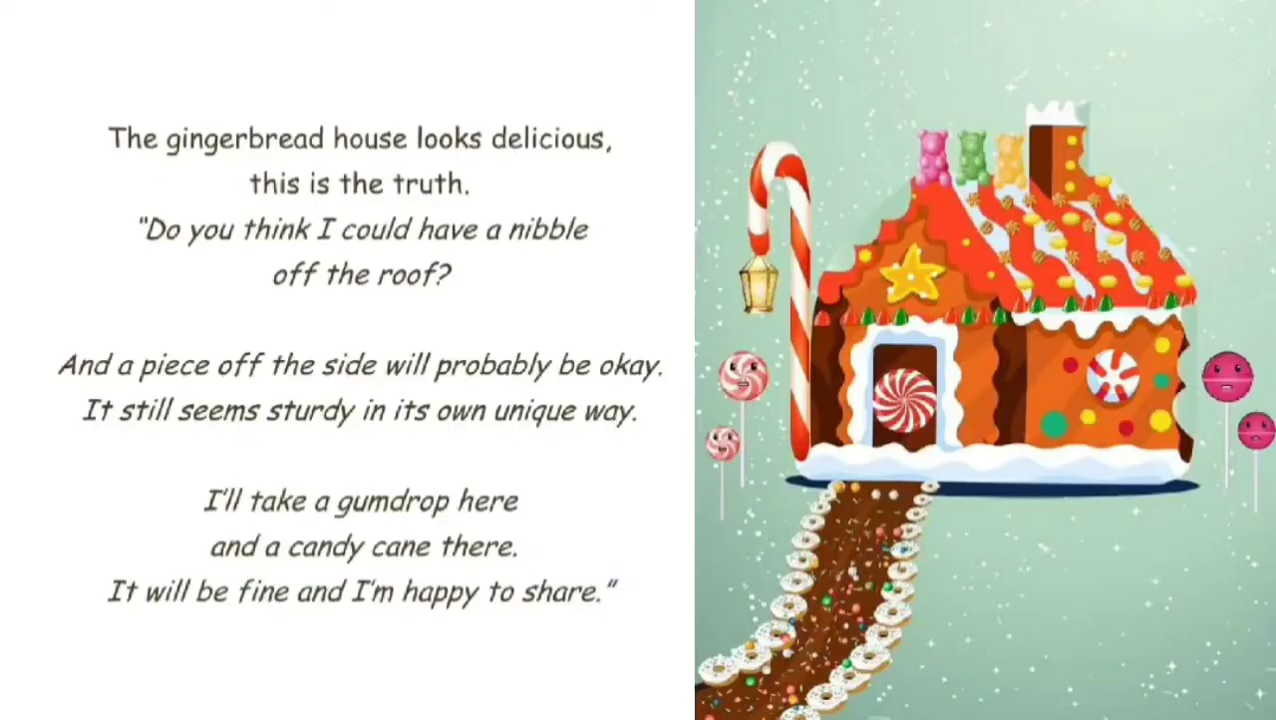 The gingerbread house looks delicious,
this is the truth.
"Do you think I could have a nibble
off the roof?
And a piece off the side will probably be okay.
It still seems sturdy in its own unique way.
I'll take a gumdrop here
and a candy cane there.
It will be fine and I'm happy to share."